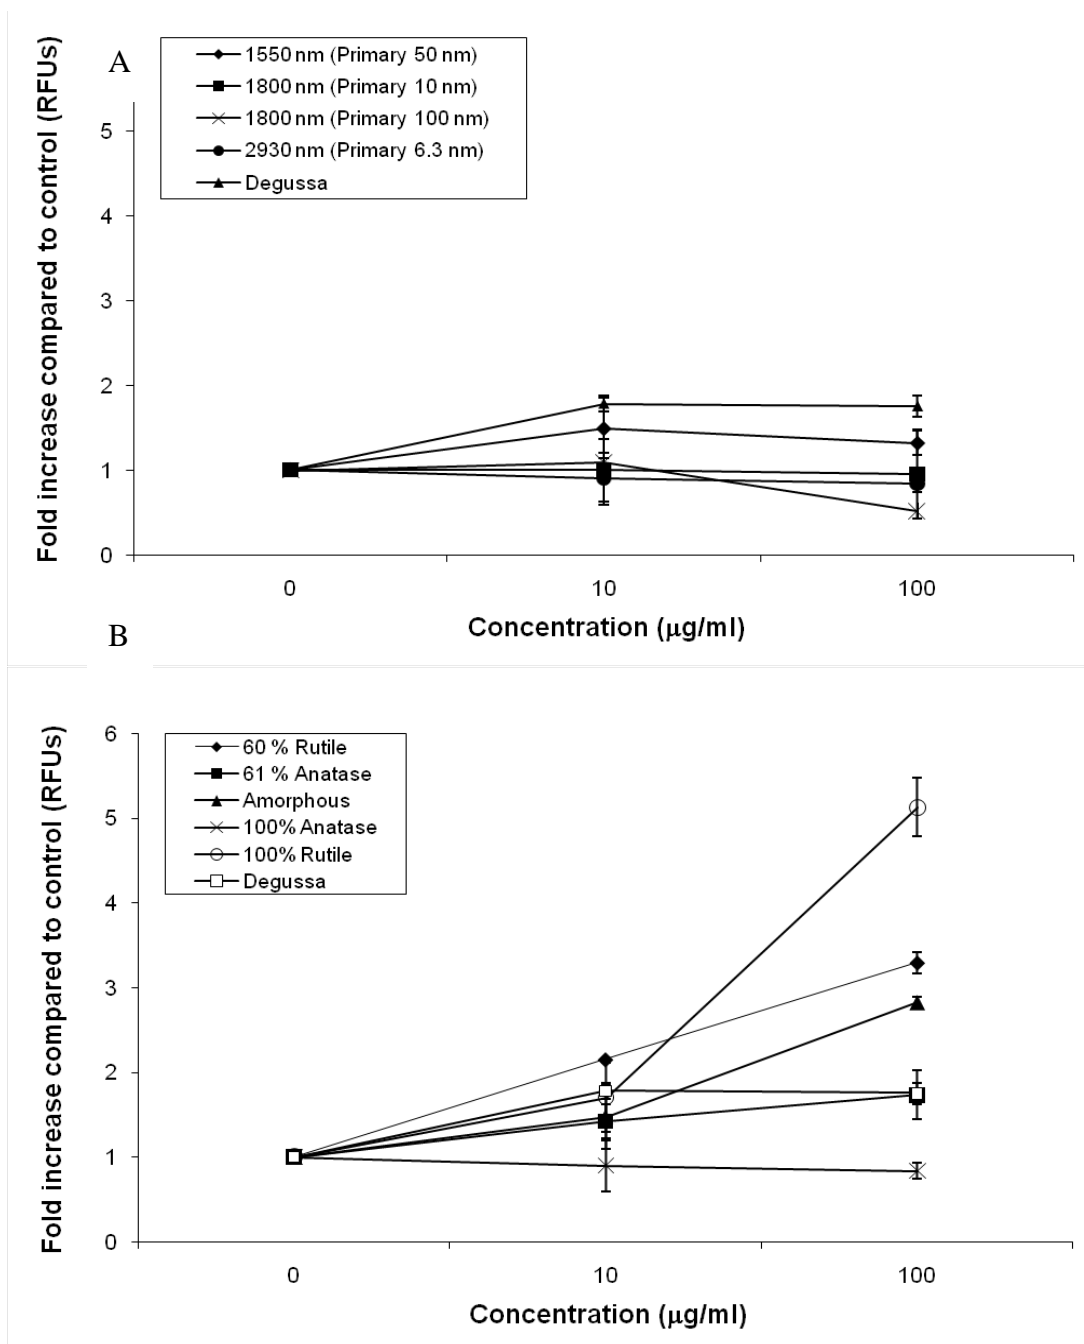 A
1550 nm (Primary 50 nm)
1800 nm (Primary 10 nm)
1800 nm (Primary 100 nm)
2930 nm (Primary 6.3 nm)
Degussa
Fold increase compared to control (RFUs)
5
4
3
2
1
0
0 10 100
Concentration (μg/ml)
B
60 % Rutile
61 % Anatase
Amorphous
100% Anatase
100% Rutile
Degussa
Fold increase compared to control (RFUs)
6
5
4
3
2
1
0
0 10 100
Concentration (μg/ml)